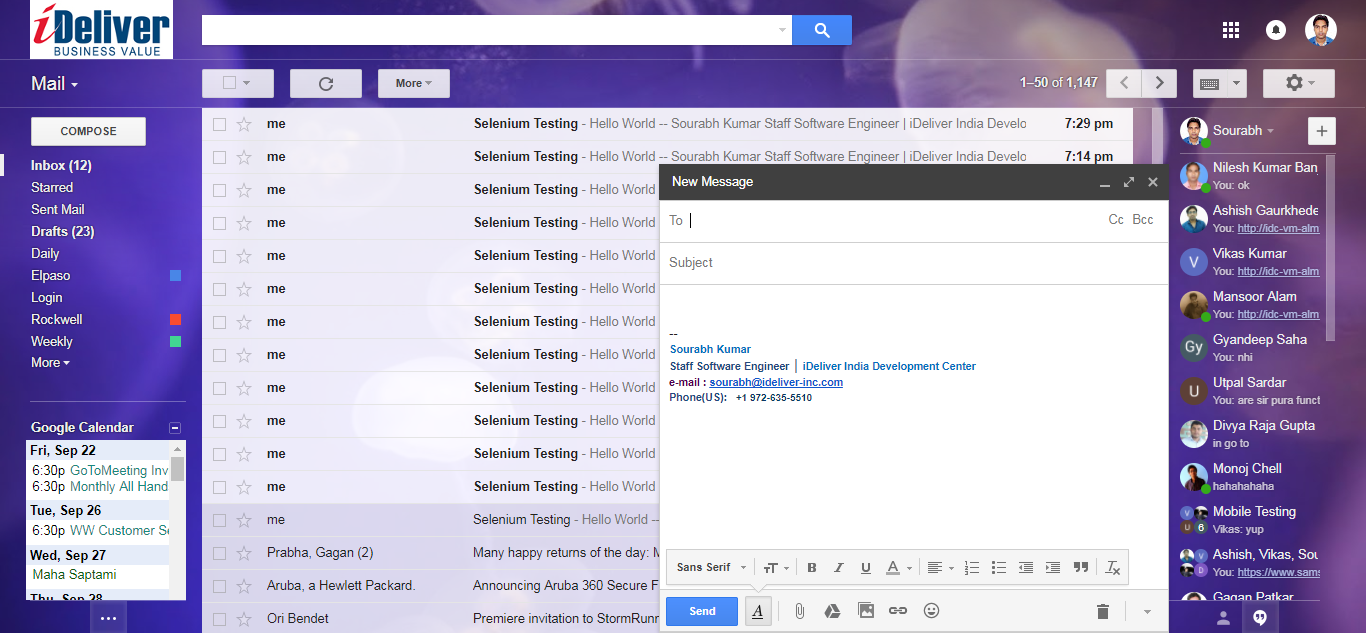 iDeliver
BUSINESS VALUE
Mail
More
1–50 of 1,147
COMPOSE
Inbox (12)
Starred
Sent Mail
Drafts (23)
Daily
Elpaso
Login
Rockwell
Weekly
More
Google Calendar
Fri, Sep 22
6:30p GoToMeeting Inv
6:30p Monthly All Hand
Tue, Sep 26
6:30p WW Customer Se
Wed, Sep 27
Maha Saptami
Thu, Sep 28
me Selenium Testing - Hello World -- Sourabh Kumar Staff Software Engineer | iDeliver India Develo 7:29 pm
me Selenium Testing - Hello World -- Sourabh Kumar Staff Software Engineer | iDeliver India Develo 7:14 pm
me Selenium Testing - Hello World
me Selenium Testing - Hello World
me Selenium Testing - Hello World
me Selenium Testing - Hello World
me Selenium Testing - Hello World
me Selenium Testing - Hello World
me Selenium Testing - Hello World
me Selenium Testing - Hello World
me Selenium Testing - Hello World
me Selenium Testing - Hello World
me Selenium Testing - Hello World --
Prabha, Gagan (2) Many happy returns of the day: M
Aruba, a Hewlett Packard. Announcing Aruba 360 Secure F
Ori Bendet Premiere invitation to StormRunn
New Message
To Cc Bcc
Subject
--
Sourabh Kumar
Staff Software Engineer | iDeliver India Development Center
e-mail : sourabh@ideliver-inc.com
Phone(US): +1 972-635-5510
Sans Serif
Send
Sourabh
Nilesh Kumar Banj
You: ok
Ashish Gaurkhede
You: http://idc-vm-alm
Vikas Kumar
You: http://idc-vm-alm
Mansoor Alam
You: http://idc-vm-alm
Gyandeep Saha
You: nhi
Utpal Sardar
You: are sir pura funct
Divya Raja Gupta
in go to
Monoj Chell
hahahahaha
Mobile Testing
Vikas: yup
Ashish, Vikas, Sou
You: https://www.sams
Gagan Patkar